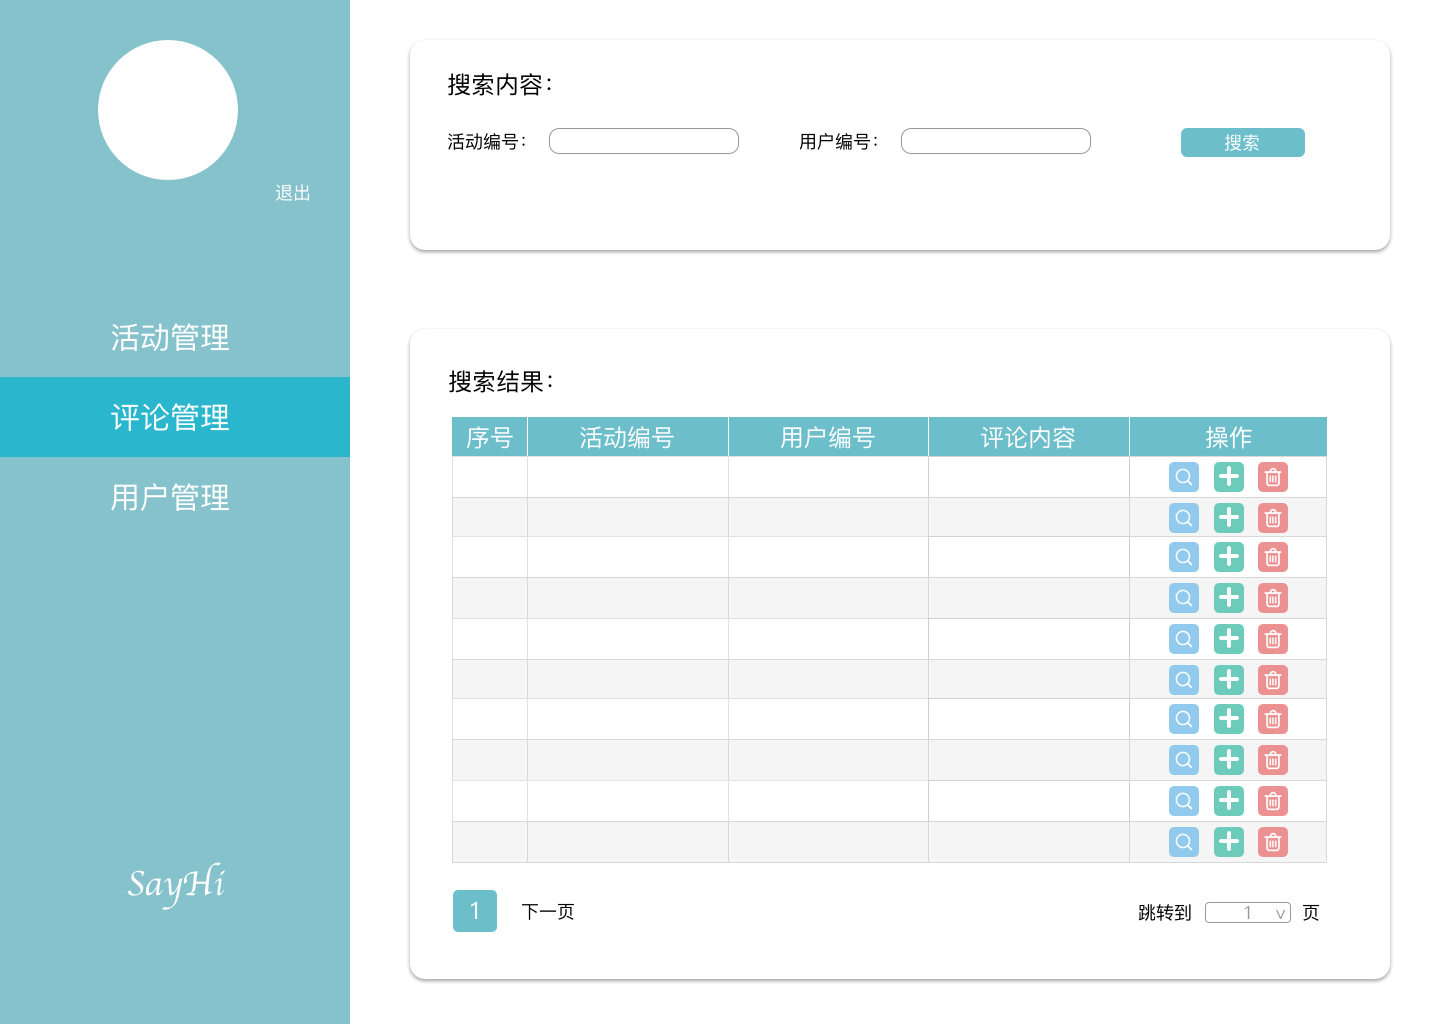 退出
活动管理
评论管理
用户管理
SayHi
搜索内容：
活动编号： 用户编号： 搜索
搜索结果：
序号 活动编号 用户编号 评论内容 操作
1 下一页 跳转到 1 v 页